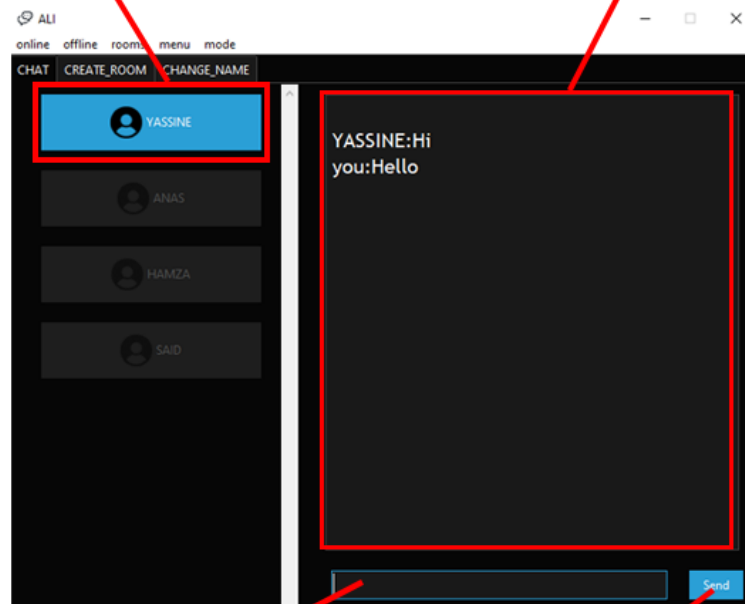 ALI
online offline rooms menu mode
CHAT CREATE_ROOM CHANGE_NAME
YASSINE
ANAS
HAMZA
SAID
YASSINE:Hi
you:Hello
Send